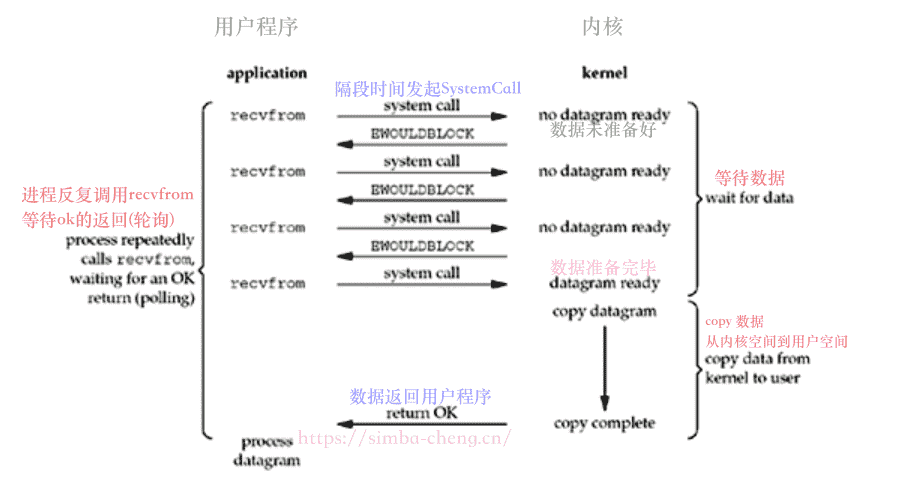 用户程序
内核
application
kernel
隔段时间发起SystemCall
recvfrom
system call
no datagram ready
数据未准备好
EWOULDBLOCK
recvfrom
system call
no datagram ready
EWOULDBLOCK
recvfrom
system call
no datagram ready
EWOULDBLOCK
recvfrom
system call
数据准备完毕
datagram ready
进程反复调用recvfrom
等待ok的返回(轮询)
process repeatedly
calls recvfrom,
waiting for an OK
return (polling)
等待数据
wait for data
copy datagram
copy 数据
从内核空间到用户空间
copy data from
kernel to user
数据返回用户程序
return OK
copy complete
https://simba-cheng.cn/
process
datagram